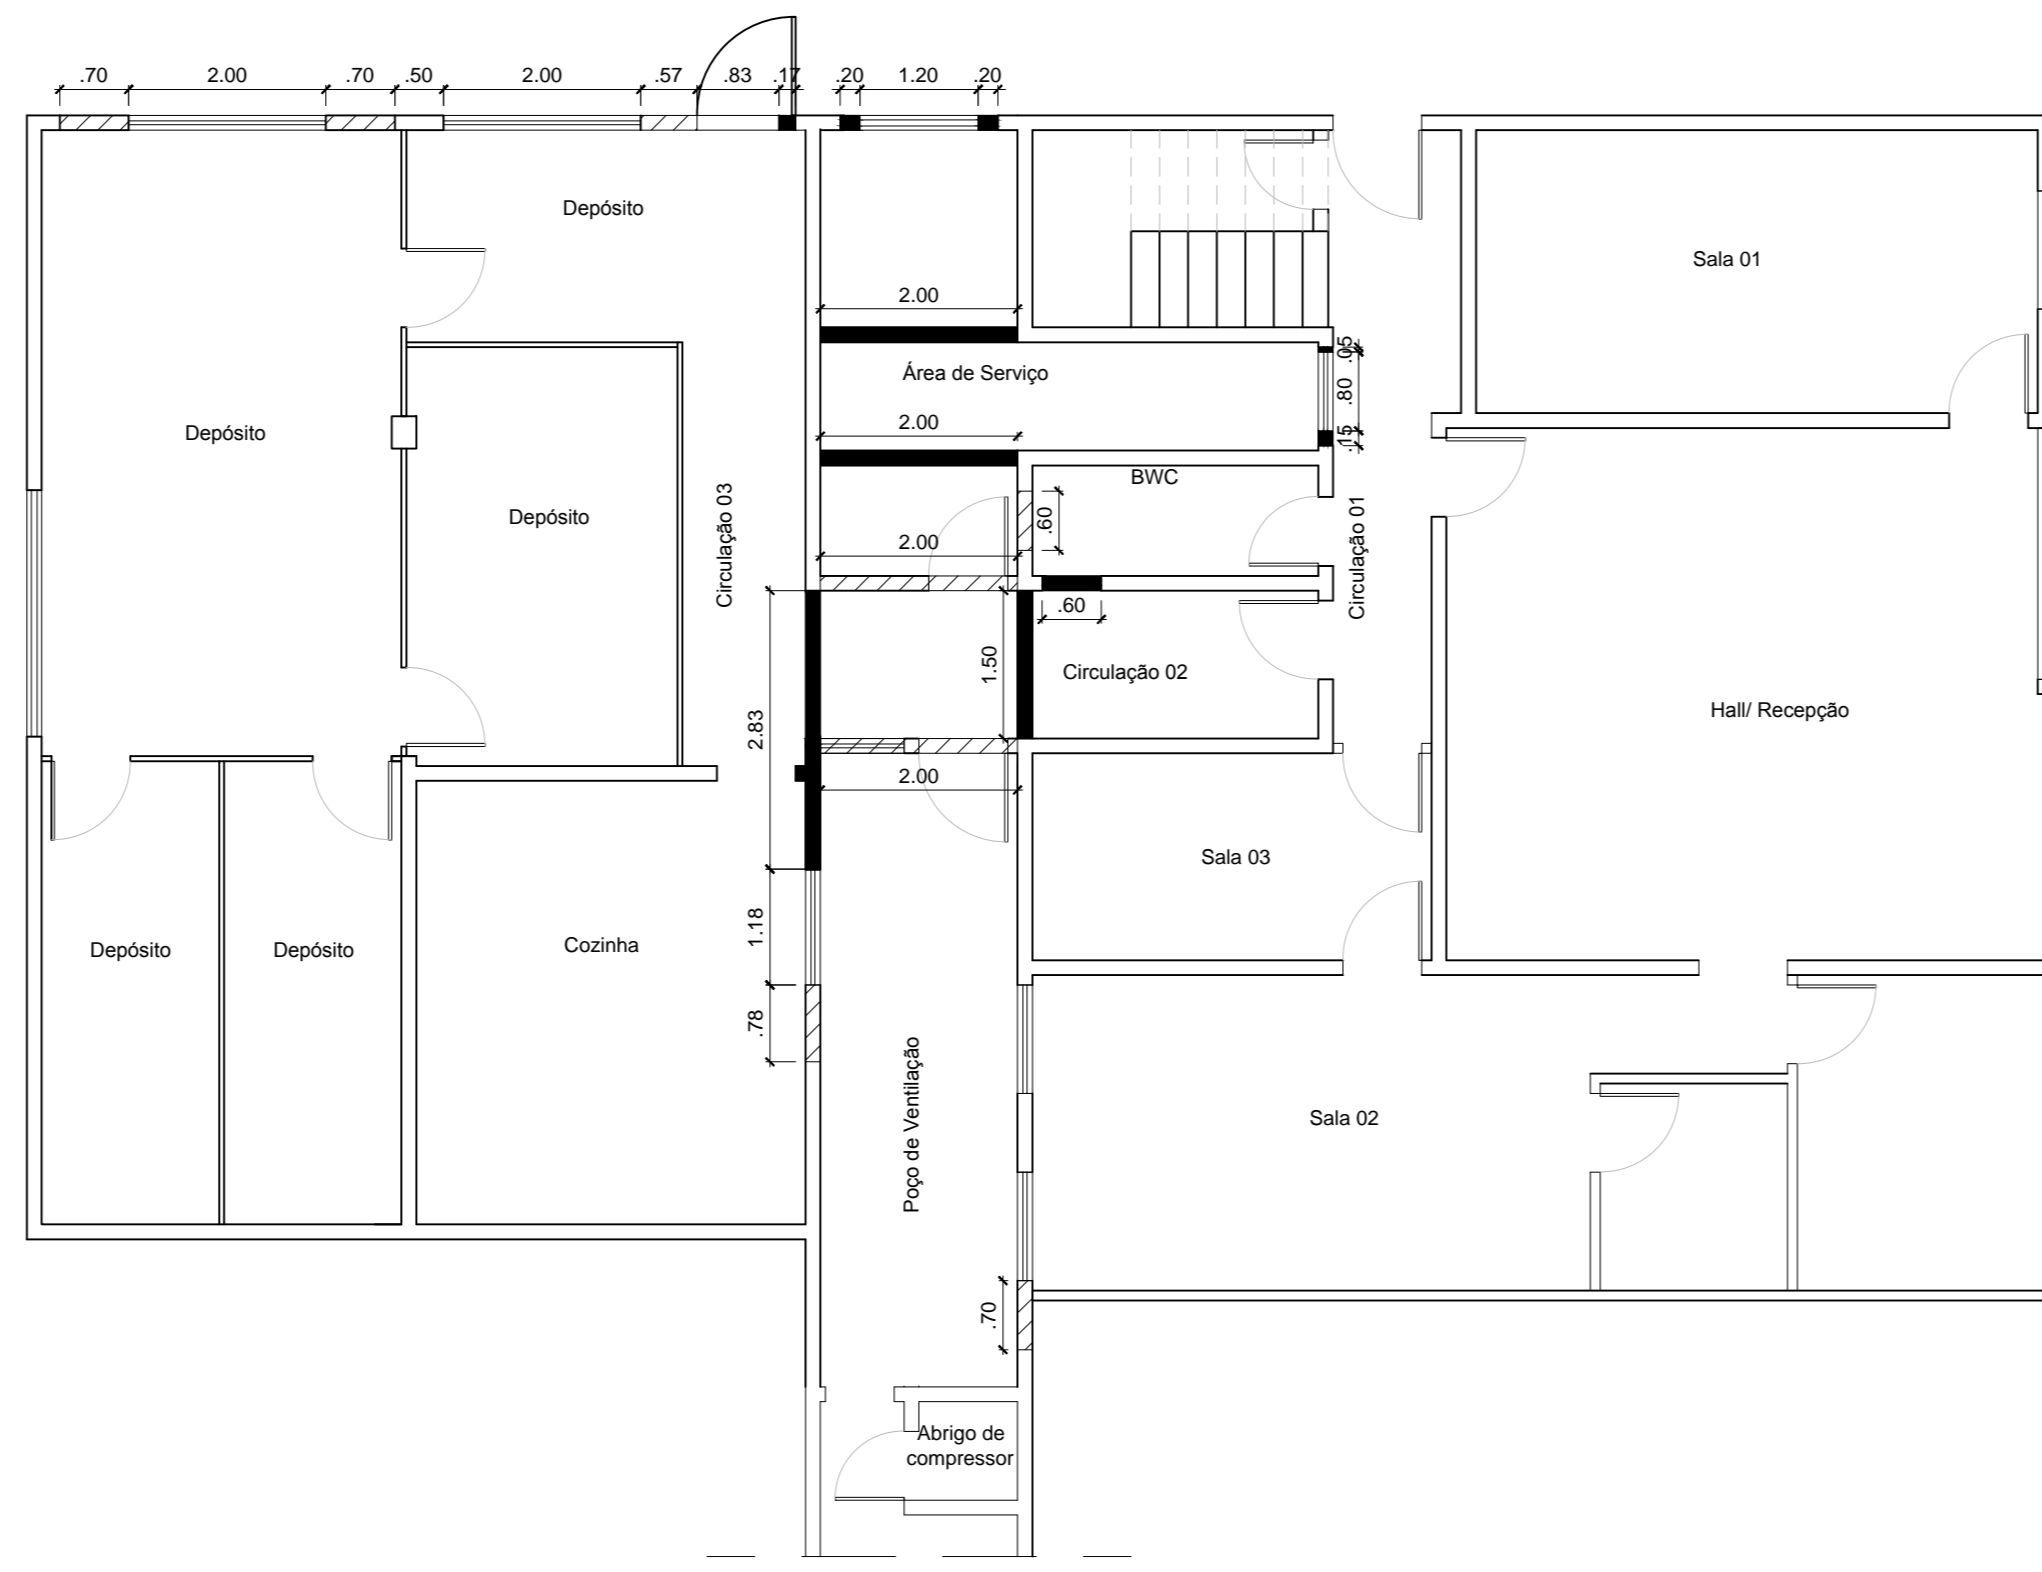 .70 2.00 .70 .50 2.00 .57 .83 .17 .20 1.20 .20
Depósito
Sala 01
2.00
.05
Área de Serviço
.80
2.00
.15
Depósito
BWC
Depósito
Circulação 03
.60
Circulação 01
2.00
.60
1.50
Circulação 02
2.83
Hall/ Recepção
2.00
Sala 03
1.18
Depósito
Depósito
Cozinha
.78
Poço de Ventilação
Sala 02
.70
Abrigo de
compressor